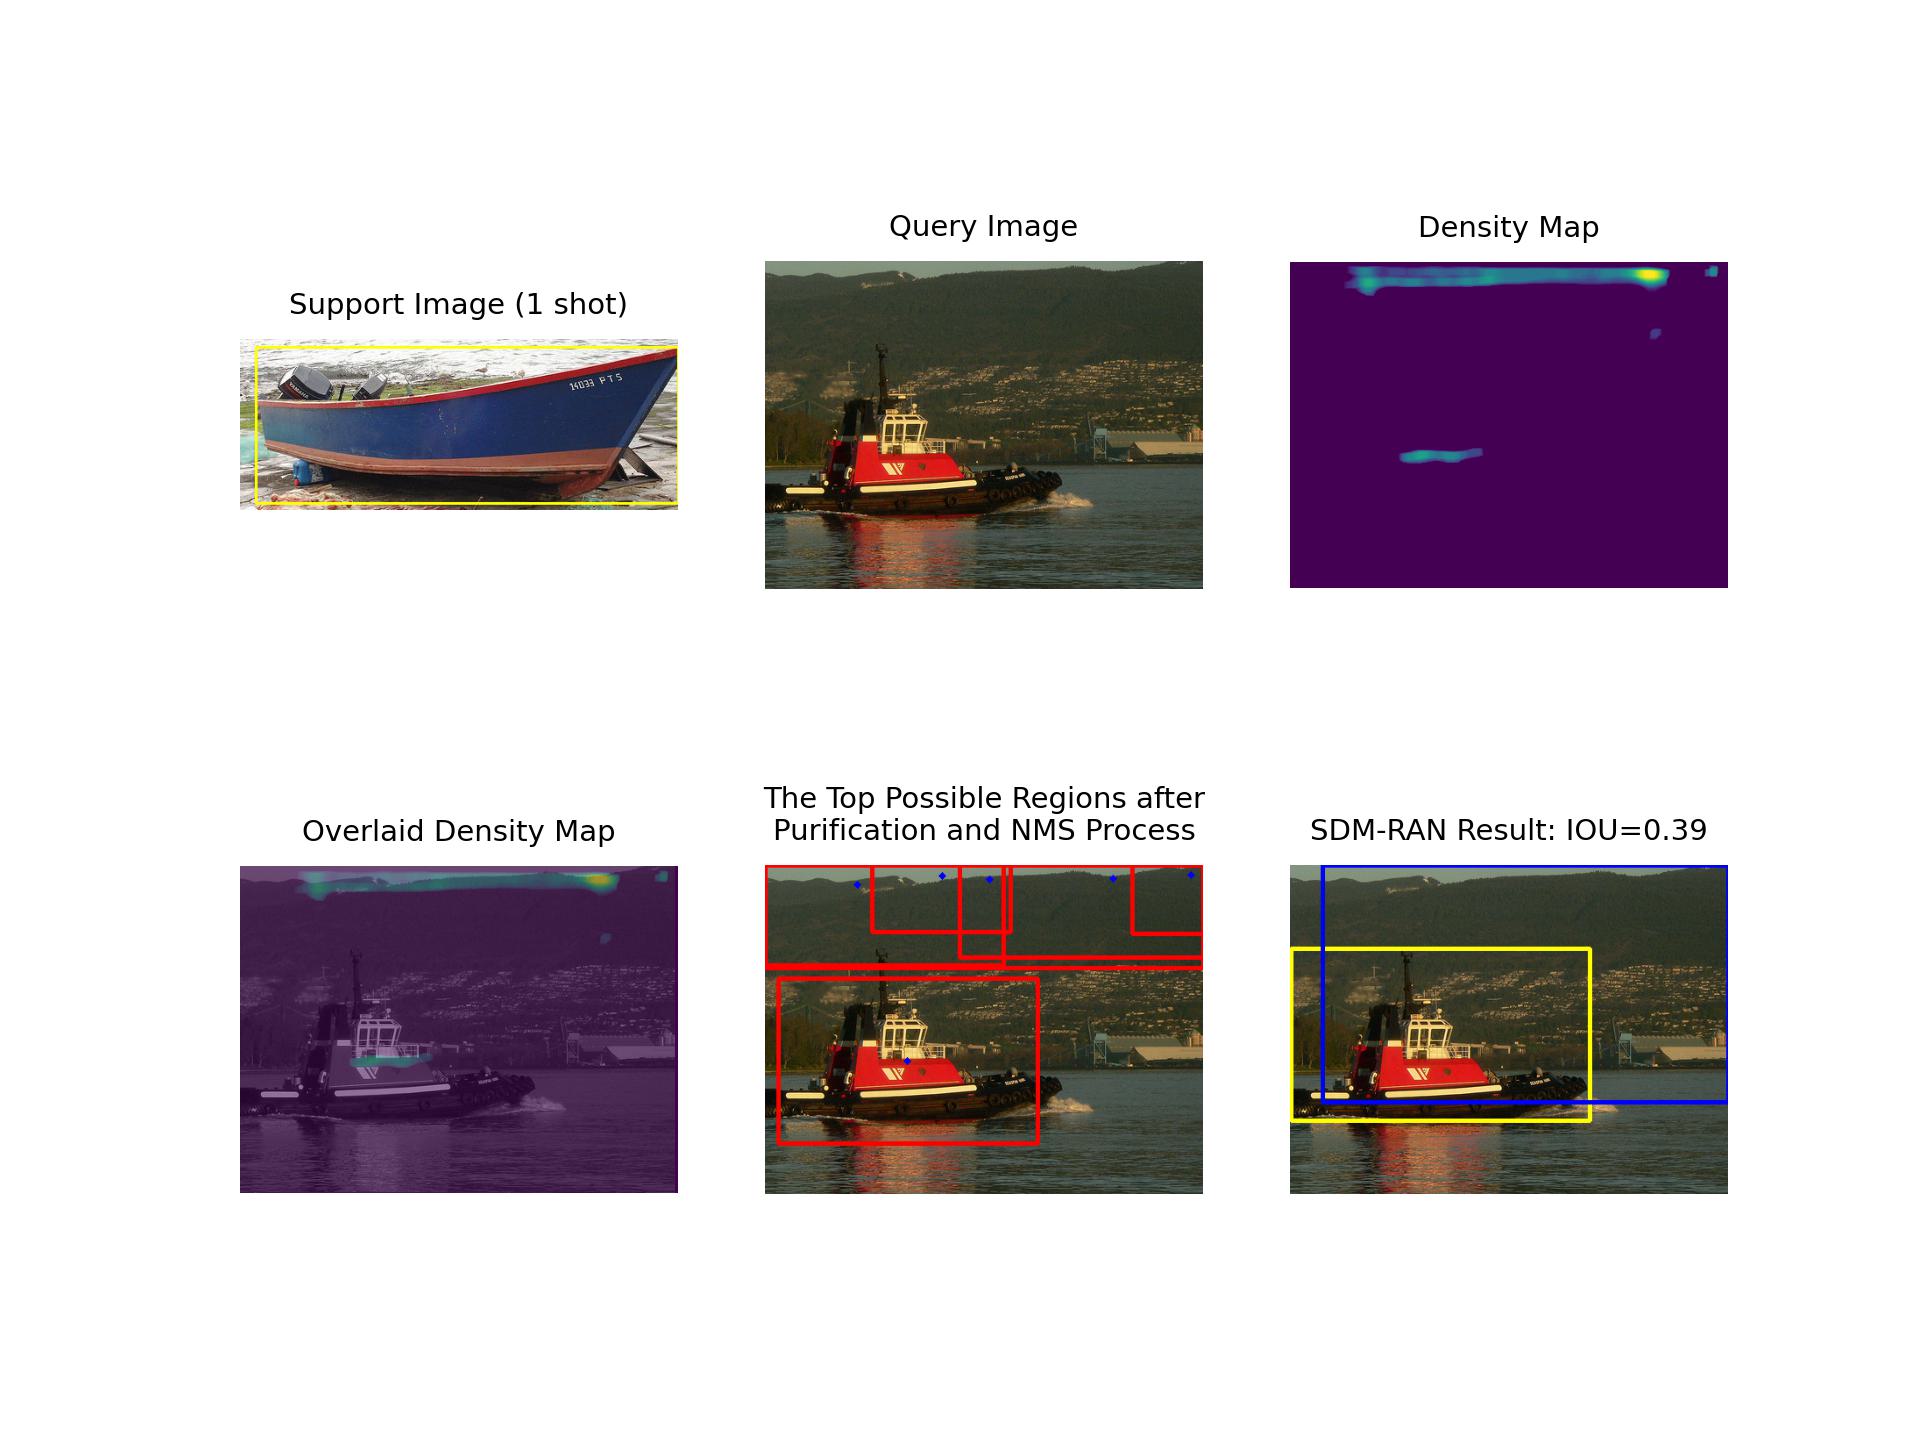 Support Image (1 shot)
YAMAHA
14033 PTS
Query Image
Density Map
Overlaid Density Map
The Top Possible Regions after
Purification and NMS Process
SDM-RAN Result: IOU=0.39